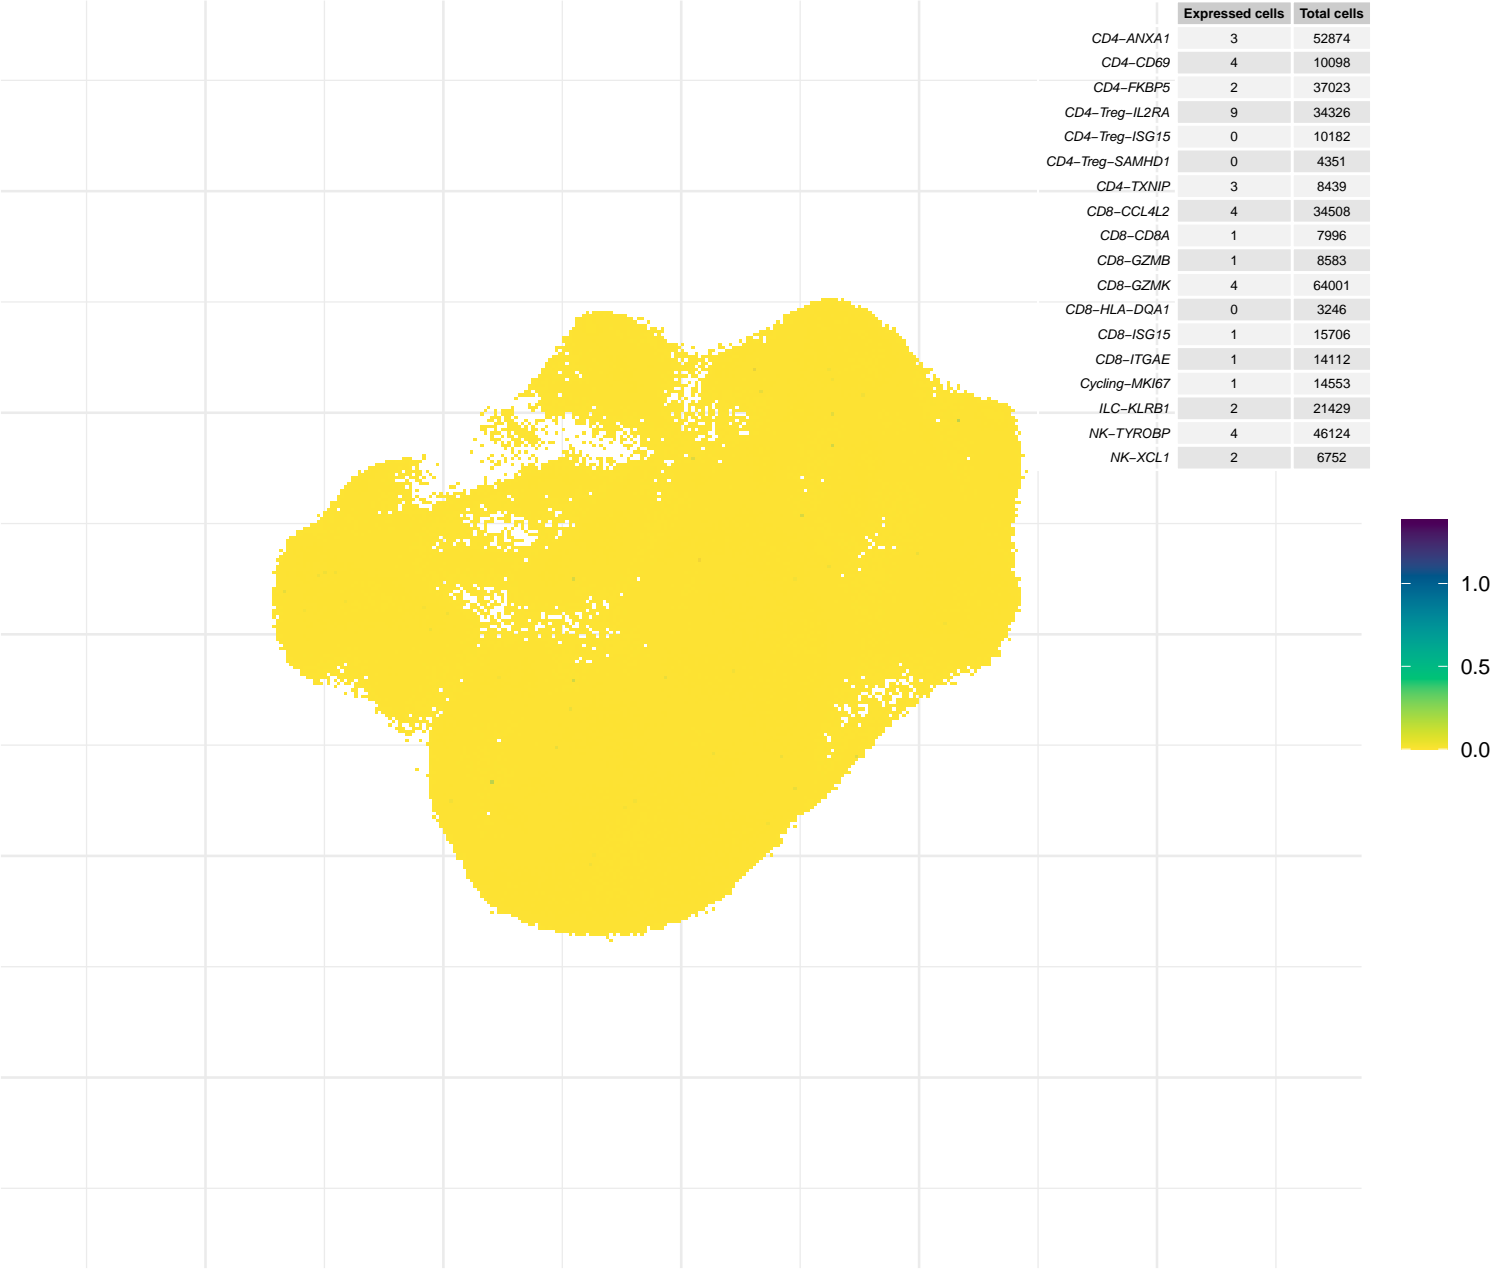 Expressed cells Total cells
CD4−ANXA1 3 52874
CD4−CD69 4 10098
CD4−FKBP5 2 37023
CD4−Treg−IL2RA 9 34326
CD4−Treg−ISG15 0 10182
CD4−Treg−SAMHD1 0 4351
CD4−TXNIP 3 8439
CD8−CCL4L2 4 34508
CD8−CD8A 1 7996
CD8−GZMB 1 8583
CD8−GZMK 4 64001
CD8−HLA−DQA1 0 3246
CD8−ISG15 1 15706
CD8−ITGAE 1 14112
Cycling−MKI67 1 14553
ILC−KLRB1 2 21429
NK−TYROBP 4 46124
NK−XCL1 2 6752
1.0
0.5
0.0